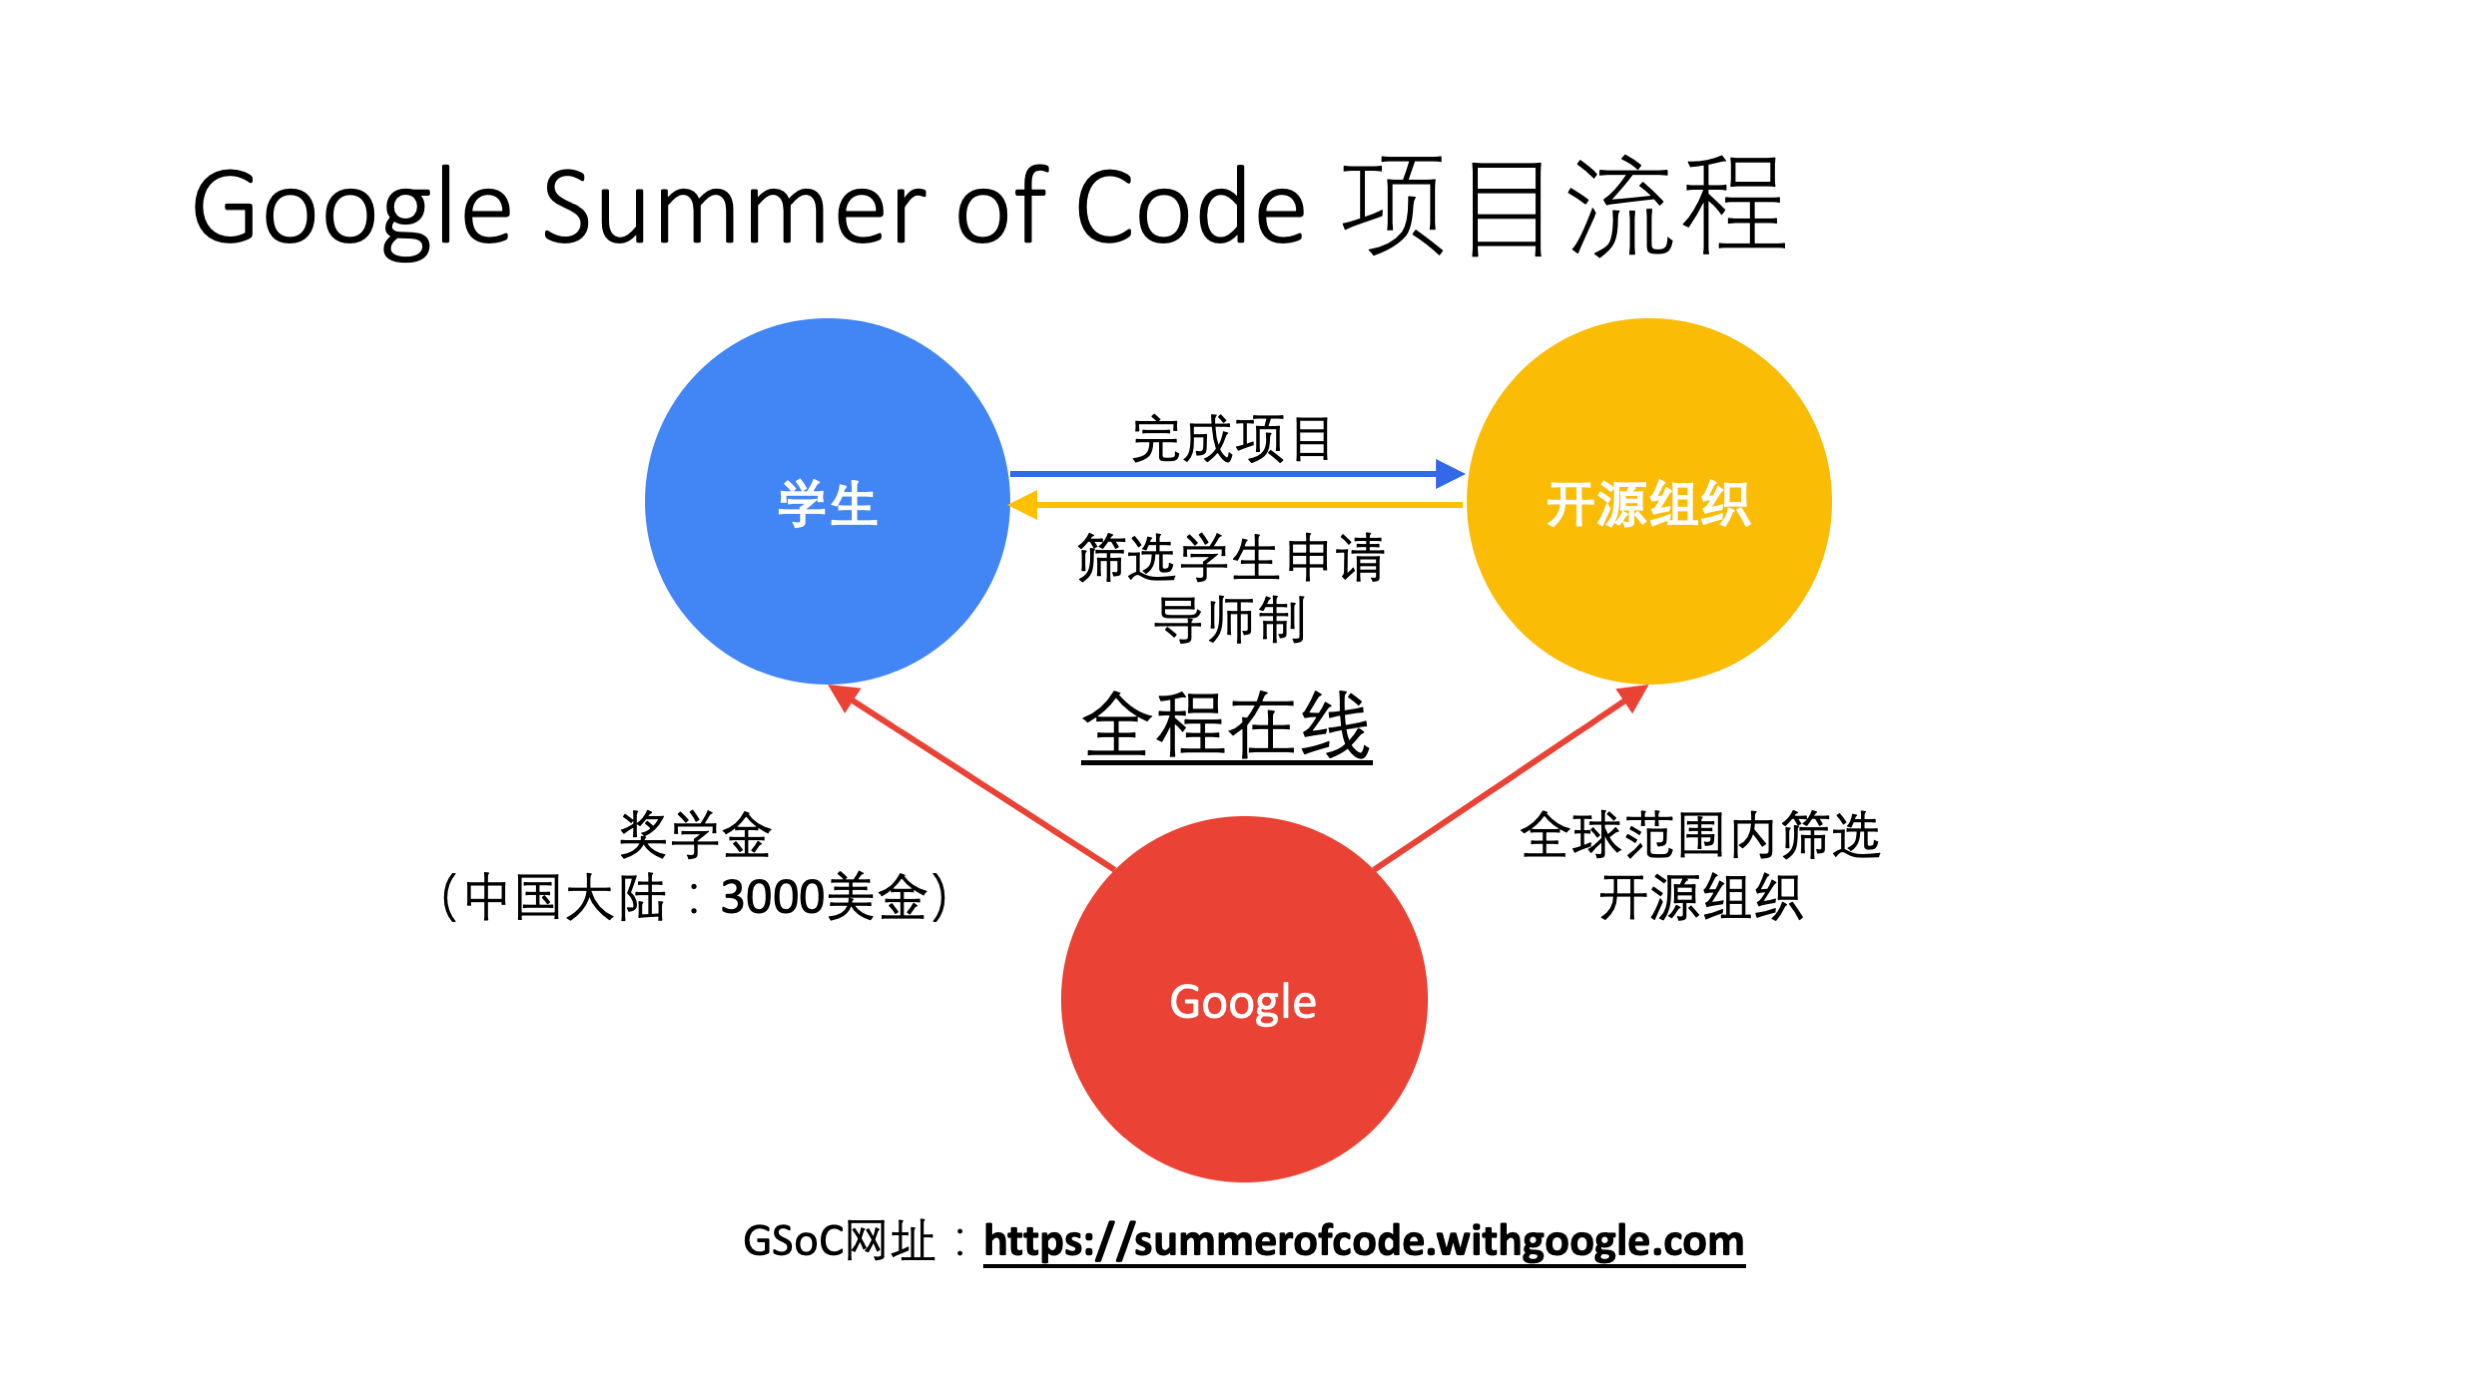 Google Summer of Code 项目流程
完成项目
学生
开源组织
筛选学生申请
导师制
全程在线
奖学金
（中国大陆：3000美金）
全球范围内筛选
开源组织
Google
GSoC网址：https://summerofcode.withgoogle.com